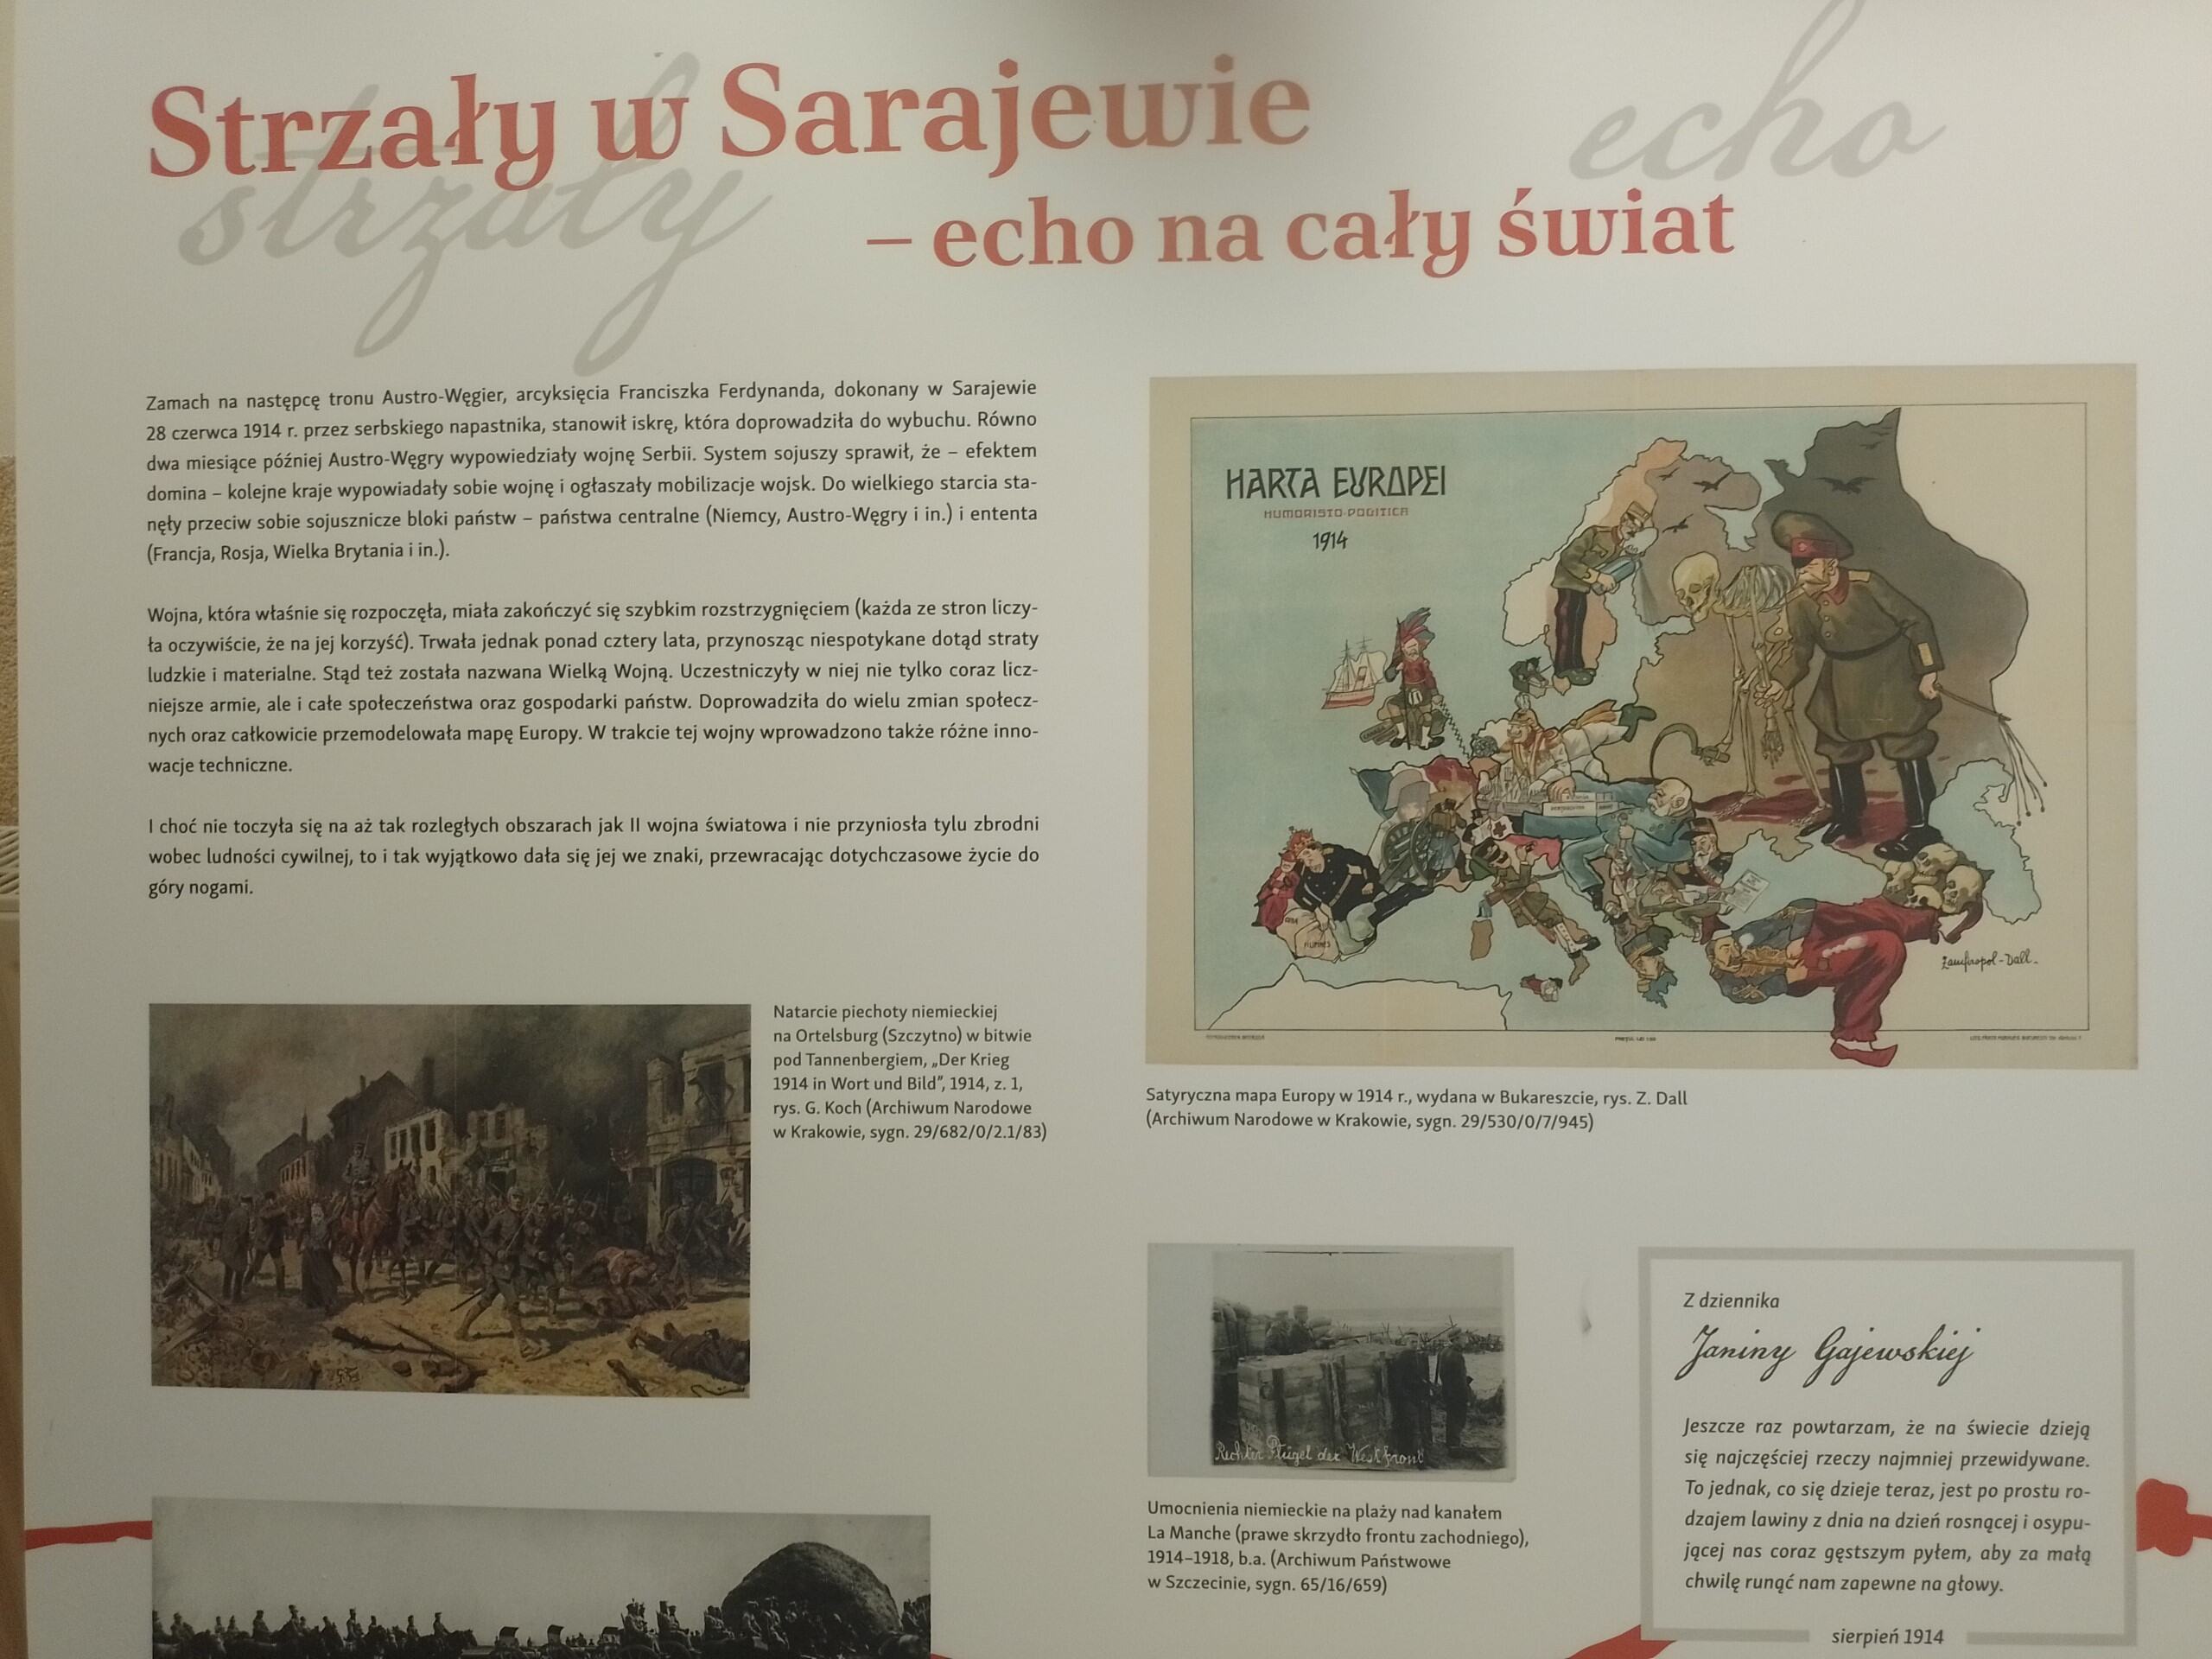 Strzały w Sarajewie
– echo na cały świat
strzały
echo
Zamach na następcę tronu Austro-Węgier, arcyksięcia Franciszka Ferdynanda, dokonany w Sarajewie
28 czerwca 1914 r. przez serbskiego napastnika, stanowił iskrę, która doprowadziła do wybuchu. Równo
dwa miesiące później Austro-Węgry wypowiedziały wojnę Serbii. System sojuszy sprawił, że – efektem
domina – kolejne kraje wypowiadały sobie wojnę i ogłaszały mobilizacje wojsk. Do wielkiego starcia sta-
nęły przeciw sobie sojusznicze bloki państw – państwa centralne (Niemcy, Austro-Węgry i in.) i ententa
(Francja, Rosja, Wielka Brytania i in.).
Wojna, która właśnie się rozpoczęła, miała zakończyć się szybkim rozstrzygnięciem (każda ze stron liczy-
ła oczywiście, że na jej korzyść). Trwała jednak ponad cztery lata, przynosząc niespotykane dotąd straty
ludzkie i materialne. Stąd też została nazwana Wielką Wojną. Uczestniczyły w niej nie tylko coraz licz-
niejsze armie, ale i całe społeczeństwa oraz gospodarki państw. Doprowadziła do wielu zmian społecz-
nych oraz całkowicie przemodelowała mapę Europy. W trakcie tej wojny wprowadzono także różne inno-
wacje techniczne.
I choć nie toczyła się na aż tak rozległych obszarach jak II wojna światowa i nie przyniosła tylu zbrodni
wobec ludności cywilnej, to i tak wyjątkowo dała się jej we znaki, przewracając dotychczasowe życie do
góry nogami.
HARTA EVROPEI
HUMORISTO-POLITICA
1914
Zamfiropol-Dall-
Satyryczna mapa Europy w 1914 r., wydana w Bukareszcie, rys. Z. Dall
(Archiwum Narodowe w Krakowie, sygn. 29/530/0/7/945)
Natarcie piechoty niemieckiej
na Ortelsburg (Szczytno) w bitwie
pod Tannenbergiem, „Der Krieg
1914 in Wort und Bild”, 1914, z. 1,
rys. G. Koch (Archiwum Narodowe
w Krakowie, sygn. 29/682/0/2.1/83)
Rechter Flügel der Westfront
Umocnienia niemieckie na plaży nad kanałem
La Manche (prawe skrzydło frontu zachodniego),
1914–1918, b.a. (Archiwum Państwowe
w Szczecinie, sygn. 65/16/659)
Z dziennika
Janiny Gajewskiej
Jeszcze raz powtarzam, że na świecie dzieją
się najczęściej rzeczy najmniej przewidywane.
To jednak, co się dzieje teraz, jest po prostu ro-
dzajem lawiny z dnia na dzień rosnącej i osypu-
jącej nas coraz gęstszym pyłem, aby za małą
chwilę runąć nam zapewne na głowy.
sierpień 1914